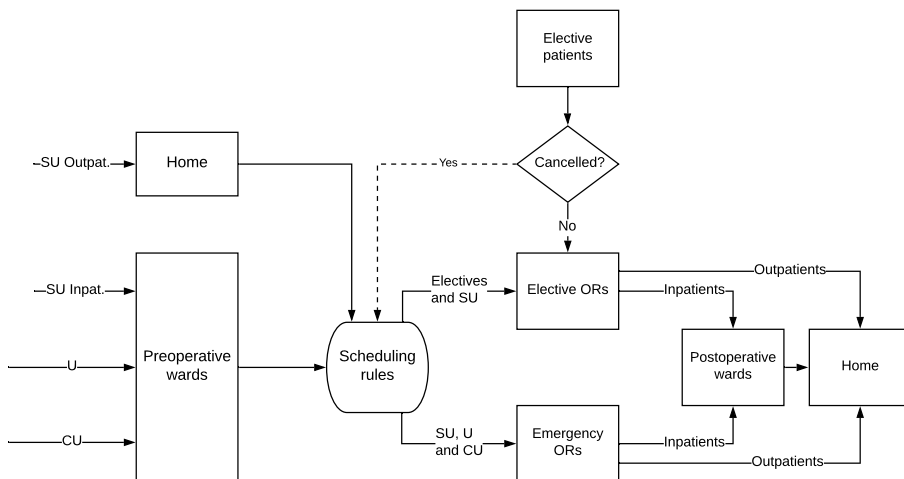 Elective
patients
SU Outpat.
Home
Yes
Cancelled?
No
SU Inpat.
U
CU
Preoperative
wards
Scheduling
rules
Electives
and SU
Elective ORs
Outpatients
Inpatients
Postoperative
wards
Home
SU, U
and CU
Emergency
ORs
Inpatients
Outpatients